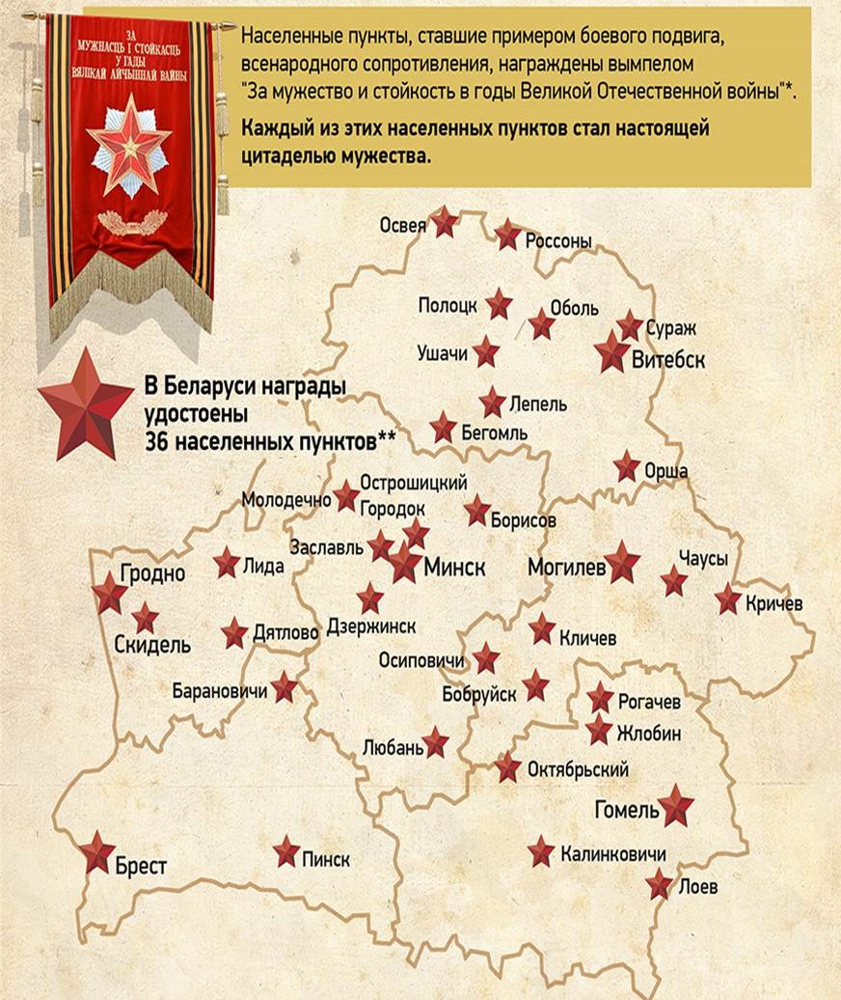 ЗА
МУЖНАСЦЬ І СТОЙКАСЦЬ
У ГАДЫ
ВЯЛІКАЙ АЙЧЫННАЙ ВАЙНЫ
Населенные пункты, ставшие примером боевого подвига,
всенародного сопротивления, награждены вымпелом
"За мужество и стойкость в годы Великой Отечественной войны"*.
Каждый из этих населенных пунктов стал настоящей
цитаделью мужества.
В Беларуси награды
удостоены
36 населенных пунктов**
Освея
Россоны
Полоцк
Оболь
Сураж
Ушачи
Витебск
Лепель
Бегомль
Орша
Молодечно
Острошицкий
Городок
Борисов
Заславль
Минск
Могилев
Чаусы
Гродно
Лида
Кричев
Скидель
Дятлово
Дзержинск
Кличев
Осиповичи
Барановичи
Бобруйск
Рогачев
Жлобин
Любань
Октябрьский
Гомель
Брест
Пинск
Калинковичи
Лоев